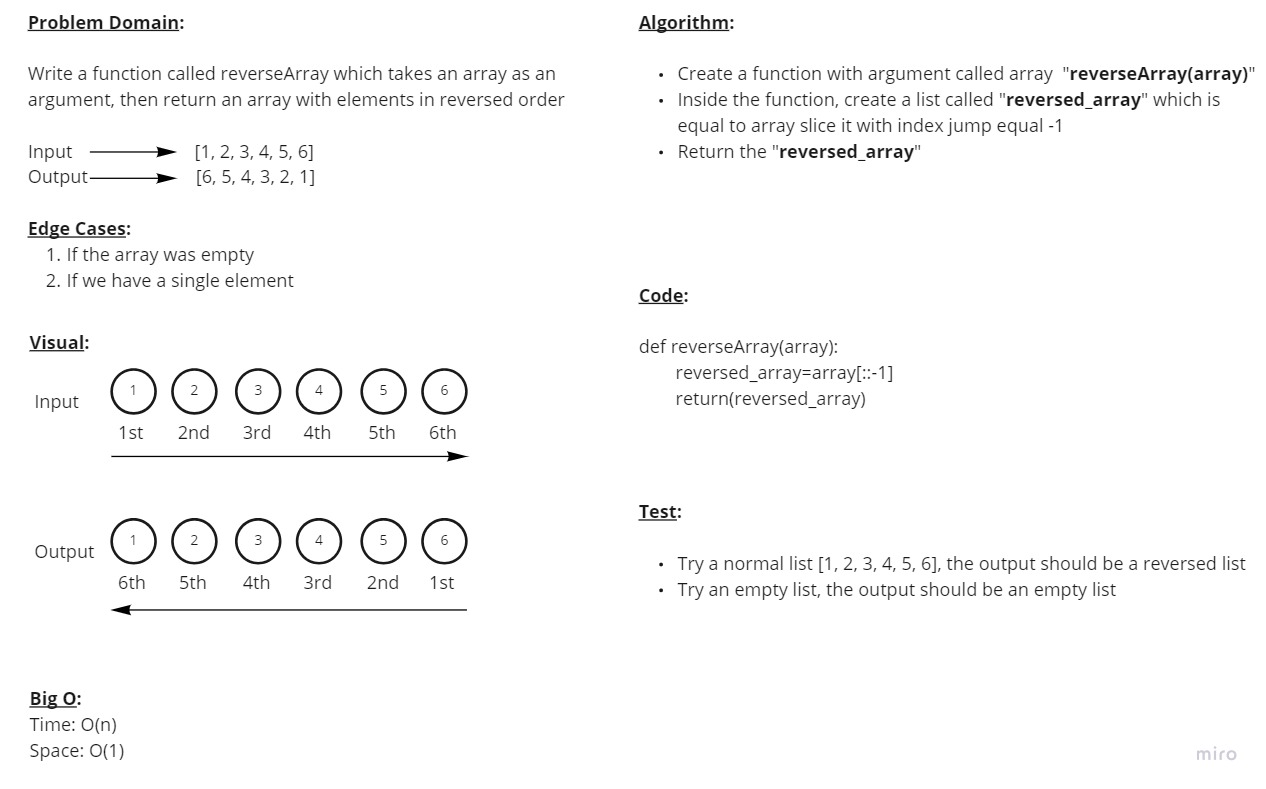 Problem Domain:
Write a function called reverseArray which takes an array as an
argument, then return an array with elements in reversed order
Input [1, 2, 3, 4, 5, 6]
Output [6, 5, 4, 3, 2, 1]
Edge Cases:
1. If the array was empty
2. If we have a single element
Visual:
Input 1 2 3 4 5 6
1st 2nd 3rd 4th 5th 6th
Output 1 2 3 4 5 6
6th 5th 4th 3rd 2nd 1st
Big O:
Time: O(n)
Space: O(1)
Algorithm:
• Create a function with argument called array "reverseArray(array)"
• Inside the function, create a list called "reversed_array" which is
equal to array slice it with index jump equal -1
• Return the "reversed_array"
Code:
def reverseArray(array):
reversed_array=array[::-1]
return(reversed_array)
Test:
• Try a normal list [1, 2, 3, 4, 5, 6], the output should be a reversed list
• Try an empty list, the output should be an empty list
miro